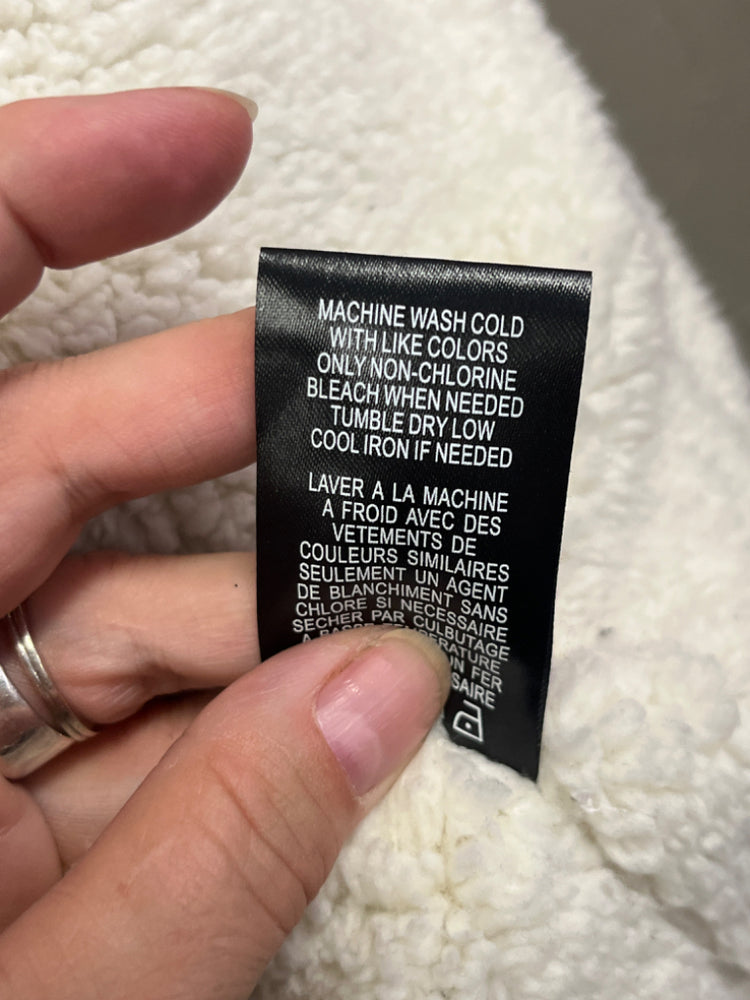 MACHINE WASH COLD
WITH LIKE COLORS
ONLY NON-CHLORINE
BLEACH WHEN NEEDED
TUMBLE DRY LOW
COOL IRON IF NEEDED
LAVER A LA MACHINE
A FROID AVEC DES
VETEMENTS DE
COULEURS SIMILAIRES
SEULEMENT UN AGENT
DE BLANCHIMENT SANS
CHLORE SI NECESSAIRE
SECHER PAR CULBUTAGE
A
FER